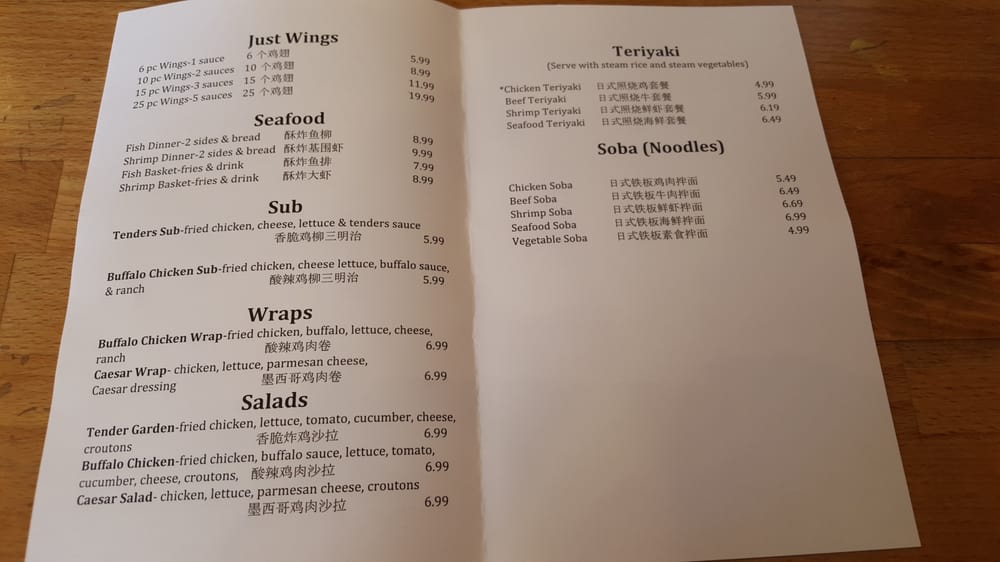 Just Wings
6 pc Wings-1 sauce 6 个鸡翅 5.99
10 pc Wings-2 sauces 10 个鸡翅 8.99
15 pc Wings-3 sauces 15 个鸡翅 11.99
25 pc Wings-5 sauces 25 个鸡翅 19.99
Seafood
Fish Dinner-2 sides & bread 酥炸鱼柳 8.99
Shrimp Dinner-2 sides & bread 酥炸基围虾 9.99
Fish Basket-fries & drink 酥炸鱼排 7.99
Shrimp Basket-fries & drink 酥炸大虾 8.99
Sub
Tenders Sub-fried chicken, cheese, lettuce & tenders sauce
香脆鸡柳三明治 5.99
Buffalo Chicken Sub-fried chicken, cheese lettuce, buffalo sauce,
& ranch 酸辣鸡柳三明治 5.99
Wraps
Buffalo Chicken Wrap-fried chicken, buffalo, lettuce, cheese,
ranch 酸辣鸡肉卷 6.99
Caesar Wrap- chicken, lettuce, parmesan cheese,
Caesar dressing 墨西哥鸡肉卷 6.99
Salads
Tender Garden-fried chicken, lettuce, tomato, cucumber, cheese,
croutons 香脆炸鸡沙拉 6.99
Buffalo Chicken-fried chicken, buffalo sauce, lettuce, tomato,
cucumber, cheese, croutons, 酸辣鸡肉沙拉 6.99
Caesar Salad- chicken, lettuce, parmesan cheese, croutons
墨西哥鸡肉沙拉 6.99
Teriyaki
(Serve with steam rice and steam vegetables)
*Chicken Teriyaki 日式照烧鸡套餐 4.99
Beef Teriyaki 日式照烧牛套餐 5.99
Shrimp Teriyaki 日式照烧鲜虾套餐 6.19
Seafood Teriyaki 日式照烧海鲜套餐 6.49
Soba (Noodles)
Chicken Soba 日式铁板鸡肉拌面 5.49
Beef Soba 日式铁板牛肉拌面 6.49
Shrimp Soba 日式铁板鲜虾拌面 6.69
Seafood Soba 日式铁板海鲜拌面 6.99
Vegetable Soba 日式铁板素食拌面 4.99